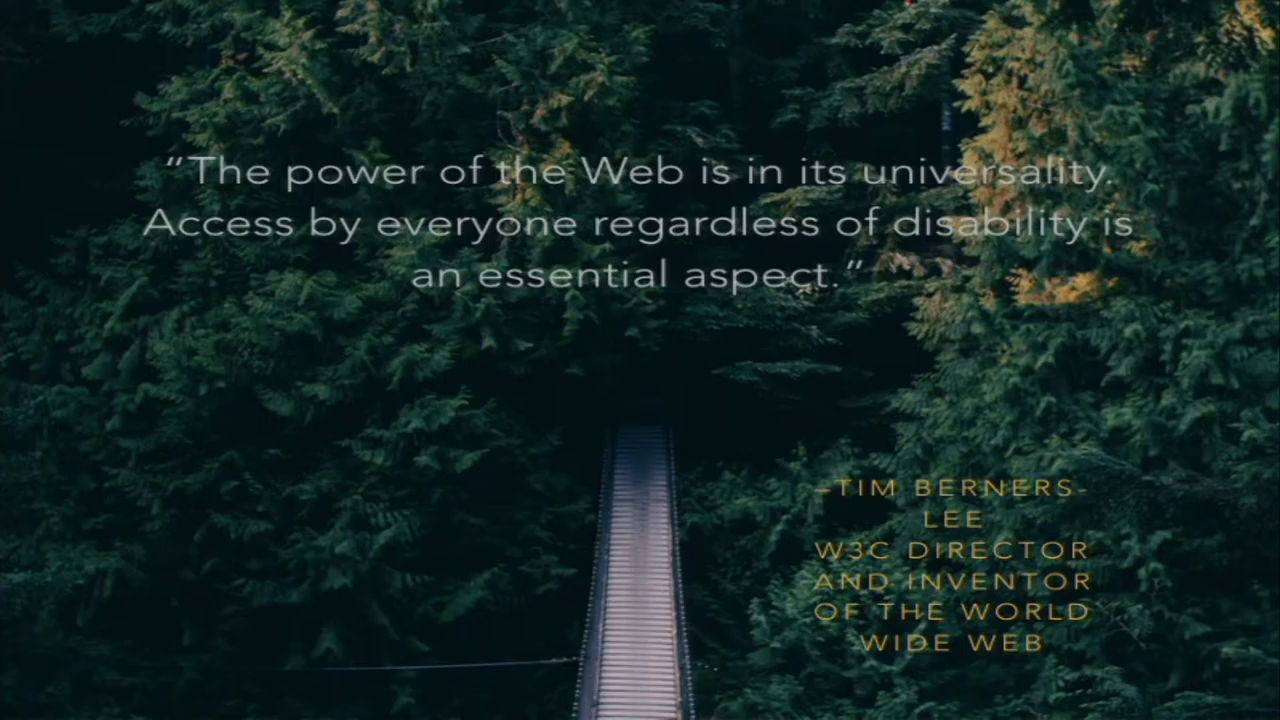 “The power of the Web is in its universality.
Access by everyone regardless of disability is
an essential aspect.”
–TIM BERNERS-
LEE
W3C DIRECTOR
AND INVENTOR
OF THE WORLD
WIDE WEB